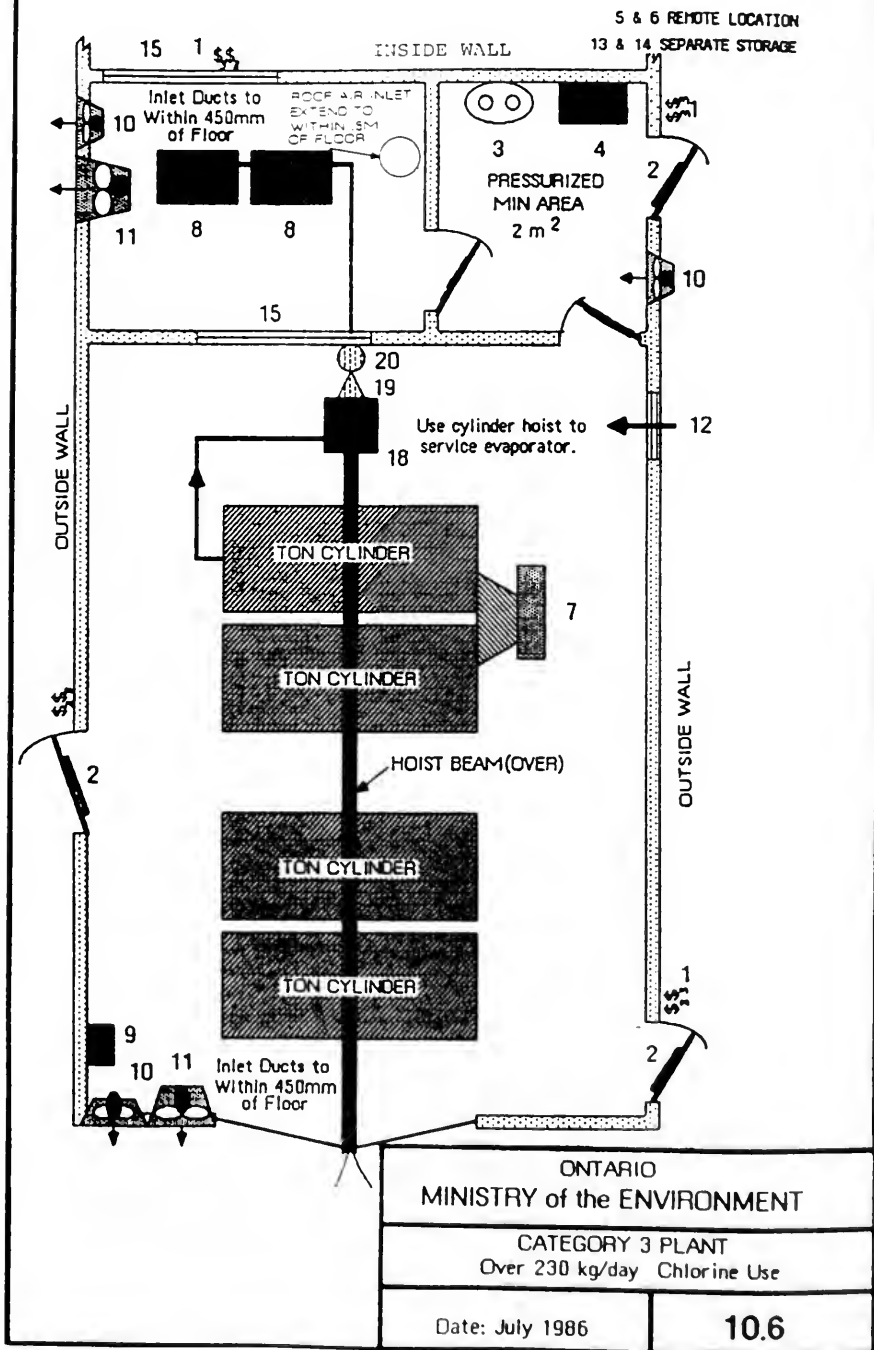 5 & 6 REMOTE LOCATION
13 & 14 SEPARATE STORAGE
15
1
$$
INSIDE WALL
Inlet Ducts to
Within 450mm
of Floor
ROOF AIR INLET
EXTEND TO
WITHIN .5M
OF FLOOR
10
11
8
8
3
4
PRESSURIZED
MIN AREA
2 m²
1
2
10
15
20
19
18
Use cylinder hoist to
service evaporator.
12
OUTSIDE WALL
TON CYLINDER
7
TON CYLINDER
$$
2
HOIST BEAM(OVER)
OUTSIDE WALL
TON CYLINDER
TON CYLINDER
1
$$
2
9
10
11
Inlet Ducts to
Within 450mm
of Floor
ONTARIO
MINISTRY of the ENVIRONMENT
CATEGORY 3 PLANT
Over 230 kg/day Chlorine Use
Date: July 1986
10.6